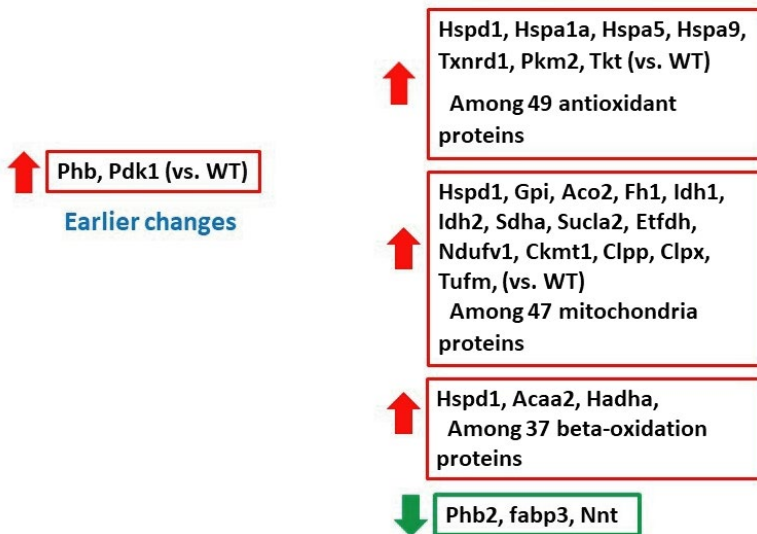 Phb, Pdk1 (vs. WT)
Earlier changes
Hspd1, Hspa1a, Hspa5, Hspa9,
Txnrd1, Pkm2, Tkt (vs. WT)
Among 49 antioxidant
proteins
Hspd1, Gpi, Aco2, Fh1, Idh1,
Idh2, Sdha, Sucla2, Etfdh,
Ndufv1, Ckmt1, Clpp, Clpx,
Tufm, (vs. WT)
Among 47 mitochondria
proteins
Hspd1, Acaa2, Hadha,
Among 37 beta-oxidation
proteins
Phb2, fabp3, Nnt